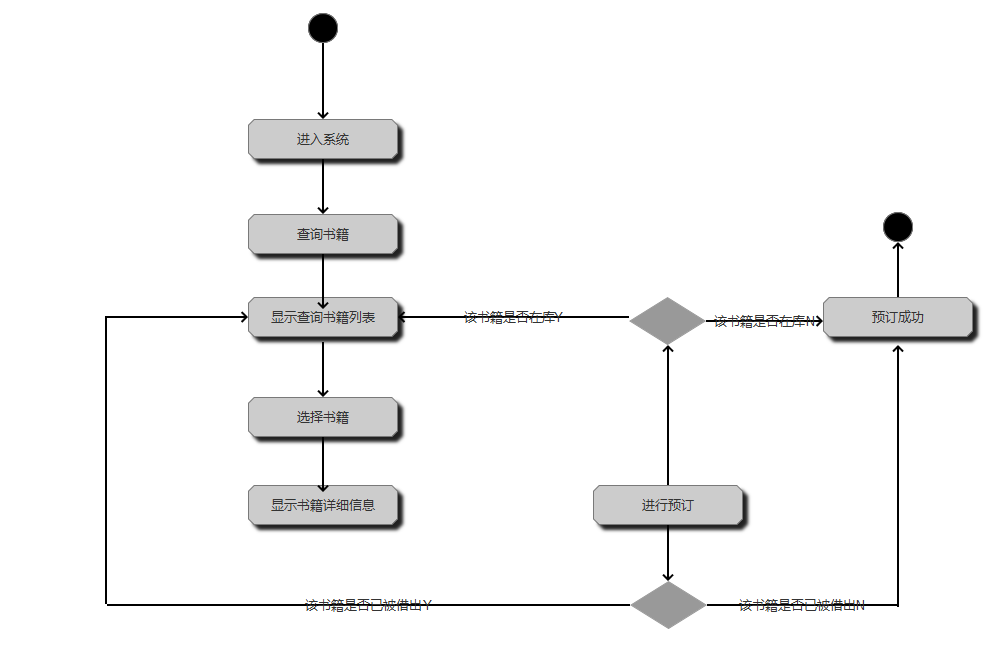 进入系统
查询书籍
显示查询书籍列表
该书籍是否在库Y
该书籍是否在库N
预订成功
选择书籍
显示书籍详细信息
进行预订
该书籍是否已被借出Y
该书籍是否已被借出N